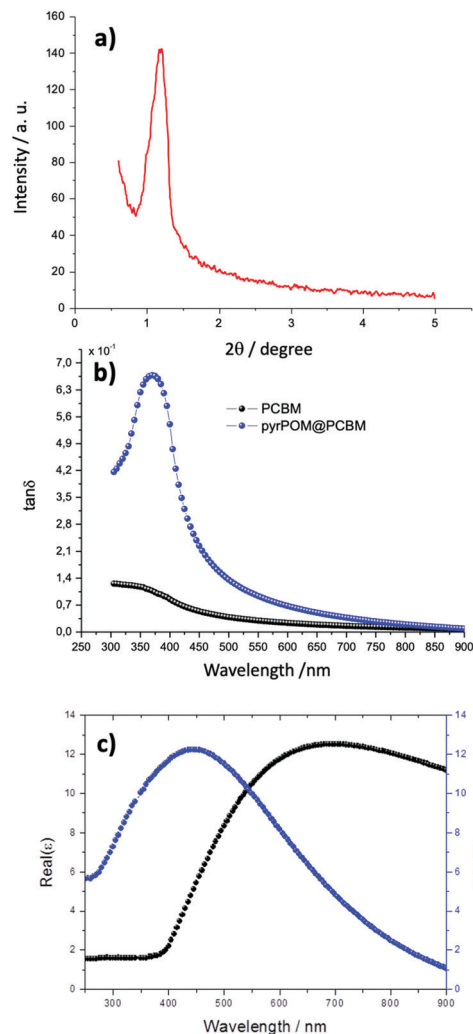 a)
Intensity / a. u.
160
140
120
100
80
60
40
20
0
0 1 2 3 4 5
2θ / degree
b)
x 10⁻¹
tanδ
7,0
6,3
5,6
4,9
4,2
3,5
2,8
2,1
1,4
0,7
0,0
PCBM
pyrPOM@PCBM
250 300 350 400 450 500 550 600 650 700 750 800 850 900
Wavelength /nm
c)
Real(ε)
14 14
12 12
10 10
8 8
6 6
4 4
2 2
0 0
300 400 500 600 700 800 900
Wavelength / nm